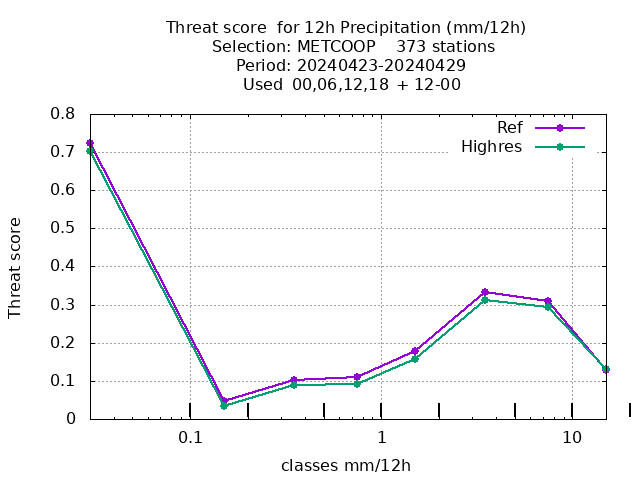 Threat score  for 12h Precipitation (mm/12h)
Selection: METCOOP    373 stations
Period: 20240423-20240429
Used  00,06,12,18  + 12-00
Ref
Highres
0.8
0.7
0.6
0.5
0.4
0.3
0.2
0.1
0
Threat score
0.1
1
10
classes mm/12h